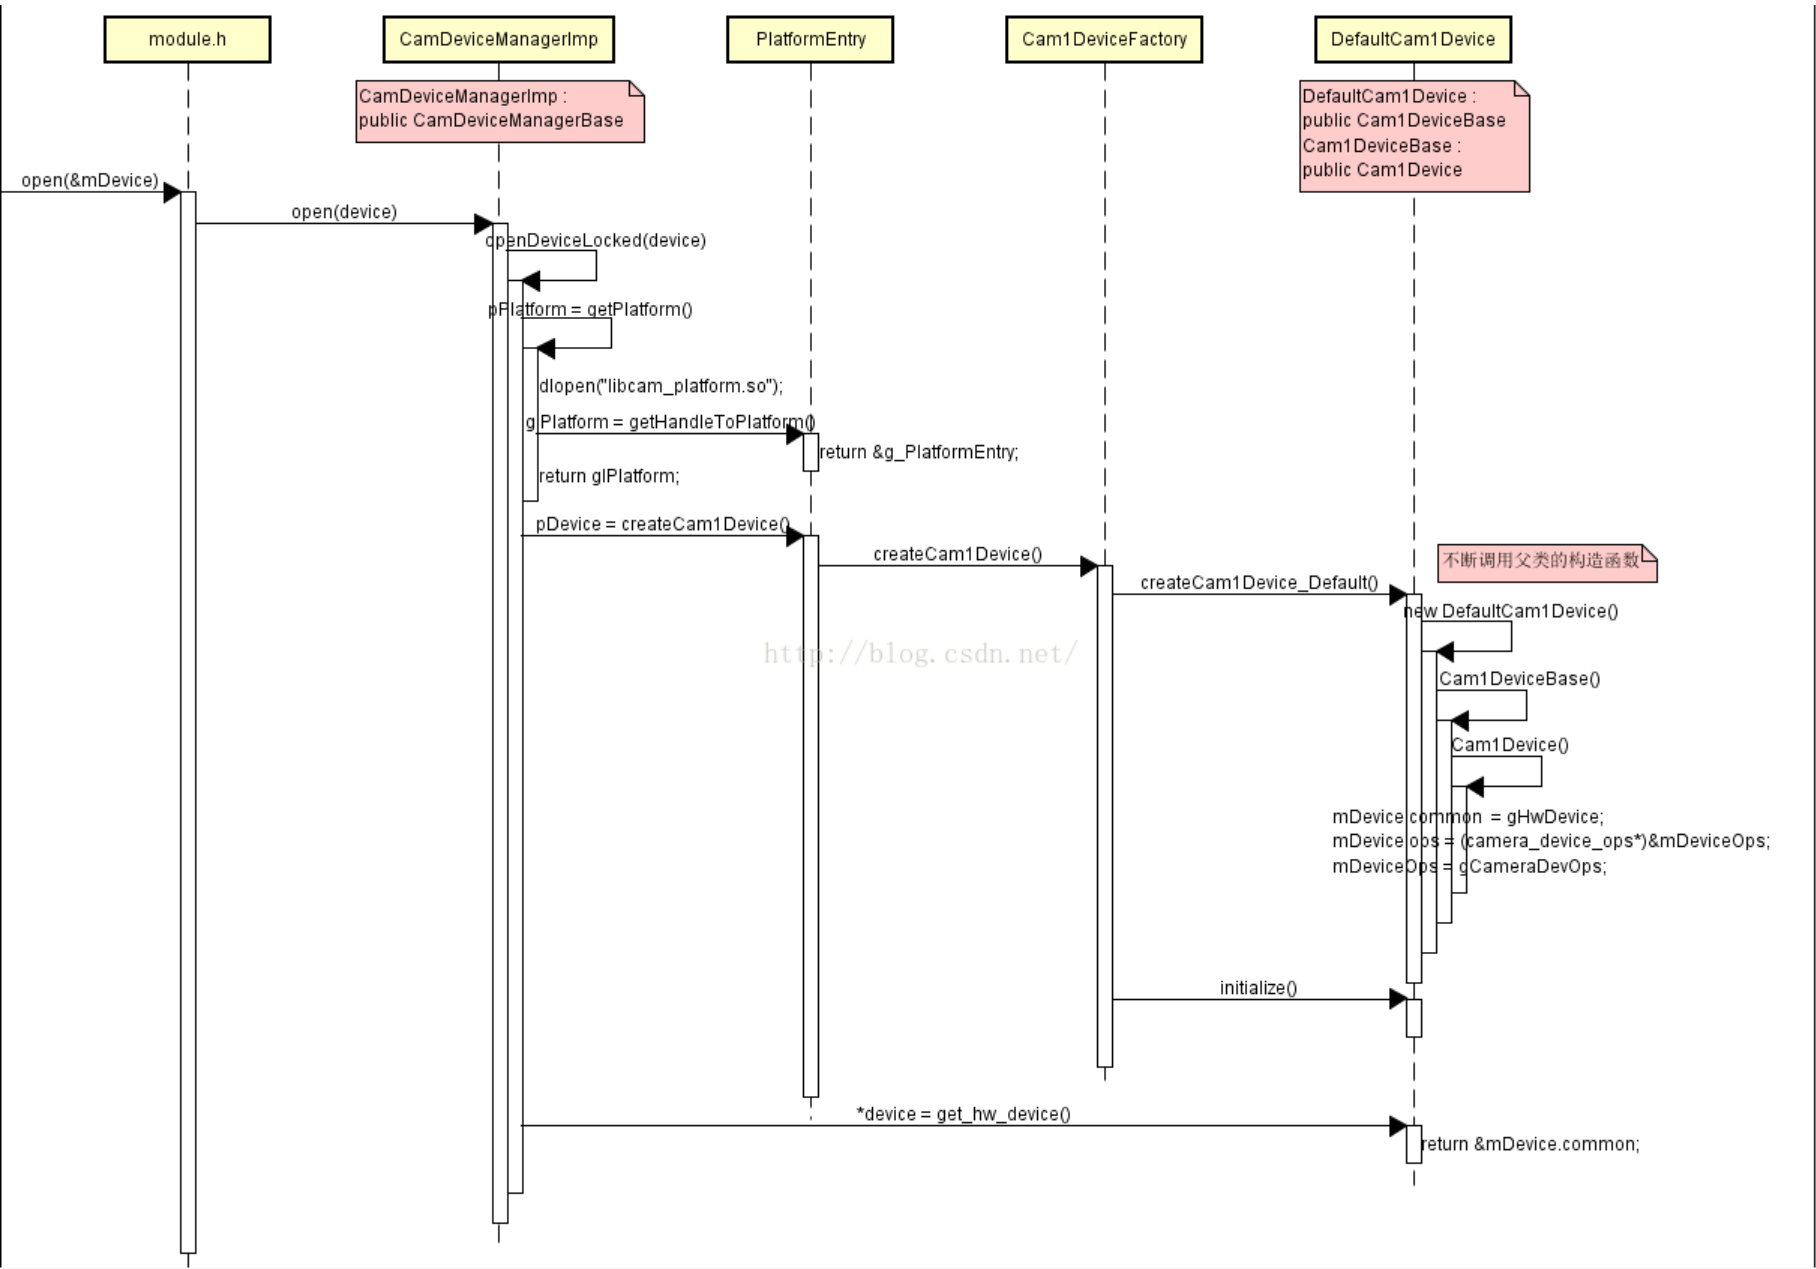 module.h
CamDeviceManagerImp
PlatformEntry
Cam1DeviceFactory
DefaultCam1Device
CamDeviceManagerImp :
public CamDeviceManagerBase
DefaultCam1Device :
public Cam1DeviceBase
Cam1DeviceBase :
public Cam1Device
open(&mDevice)
open(device)
openDeviceLocked(device)
pPlatform = getPlatform()
dlopen("libcam_platform.so");
glPlatform = getHandleToPlatform()
return &g_PlatformEntry;
return glPlatform;
pDevice = createCam1Device()
createCam1Device()
不断调用父类的构造函数
createCam1Device_Default()
new DefaultCam1Device()
http://blog.csdn.net/
Cam1DeviceBase()
Cam1Device()
mDevice.common = gHwDevice;
mDevice.ops = (camera_device_ops*)&mDeviceOps;
mDeviceOps = gCameraDevOps;
initialize()
*device = get_hw_device()
return &mDevice.common;